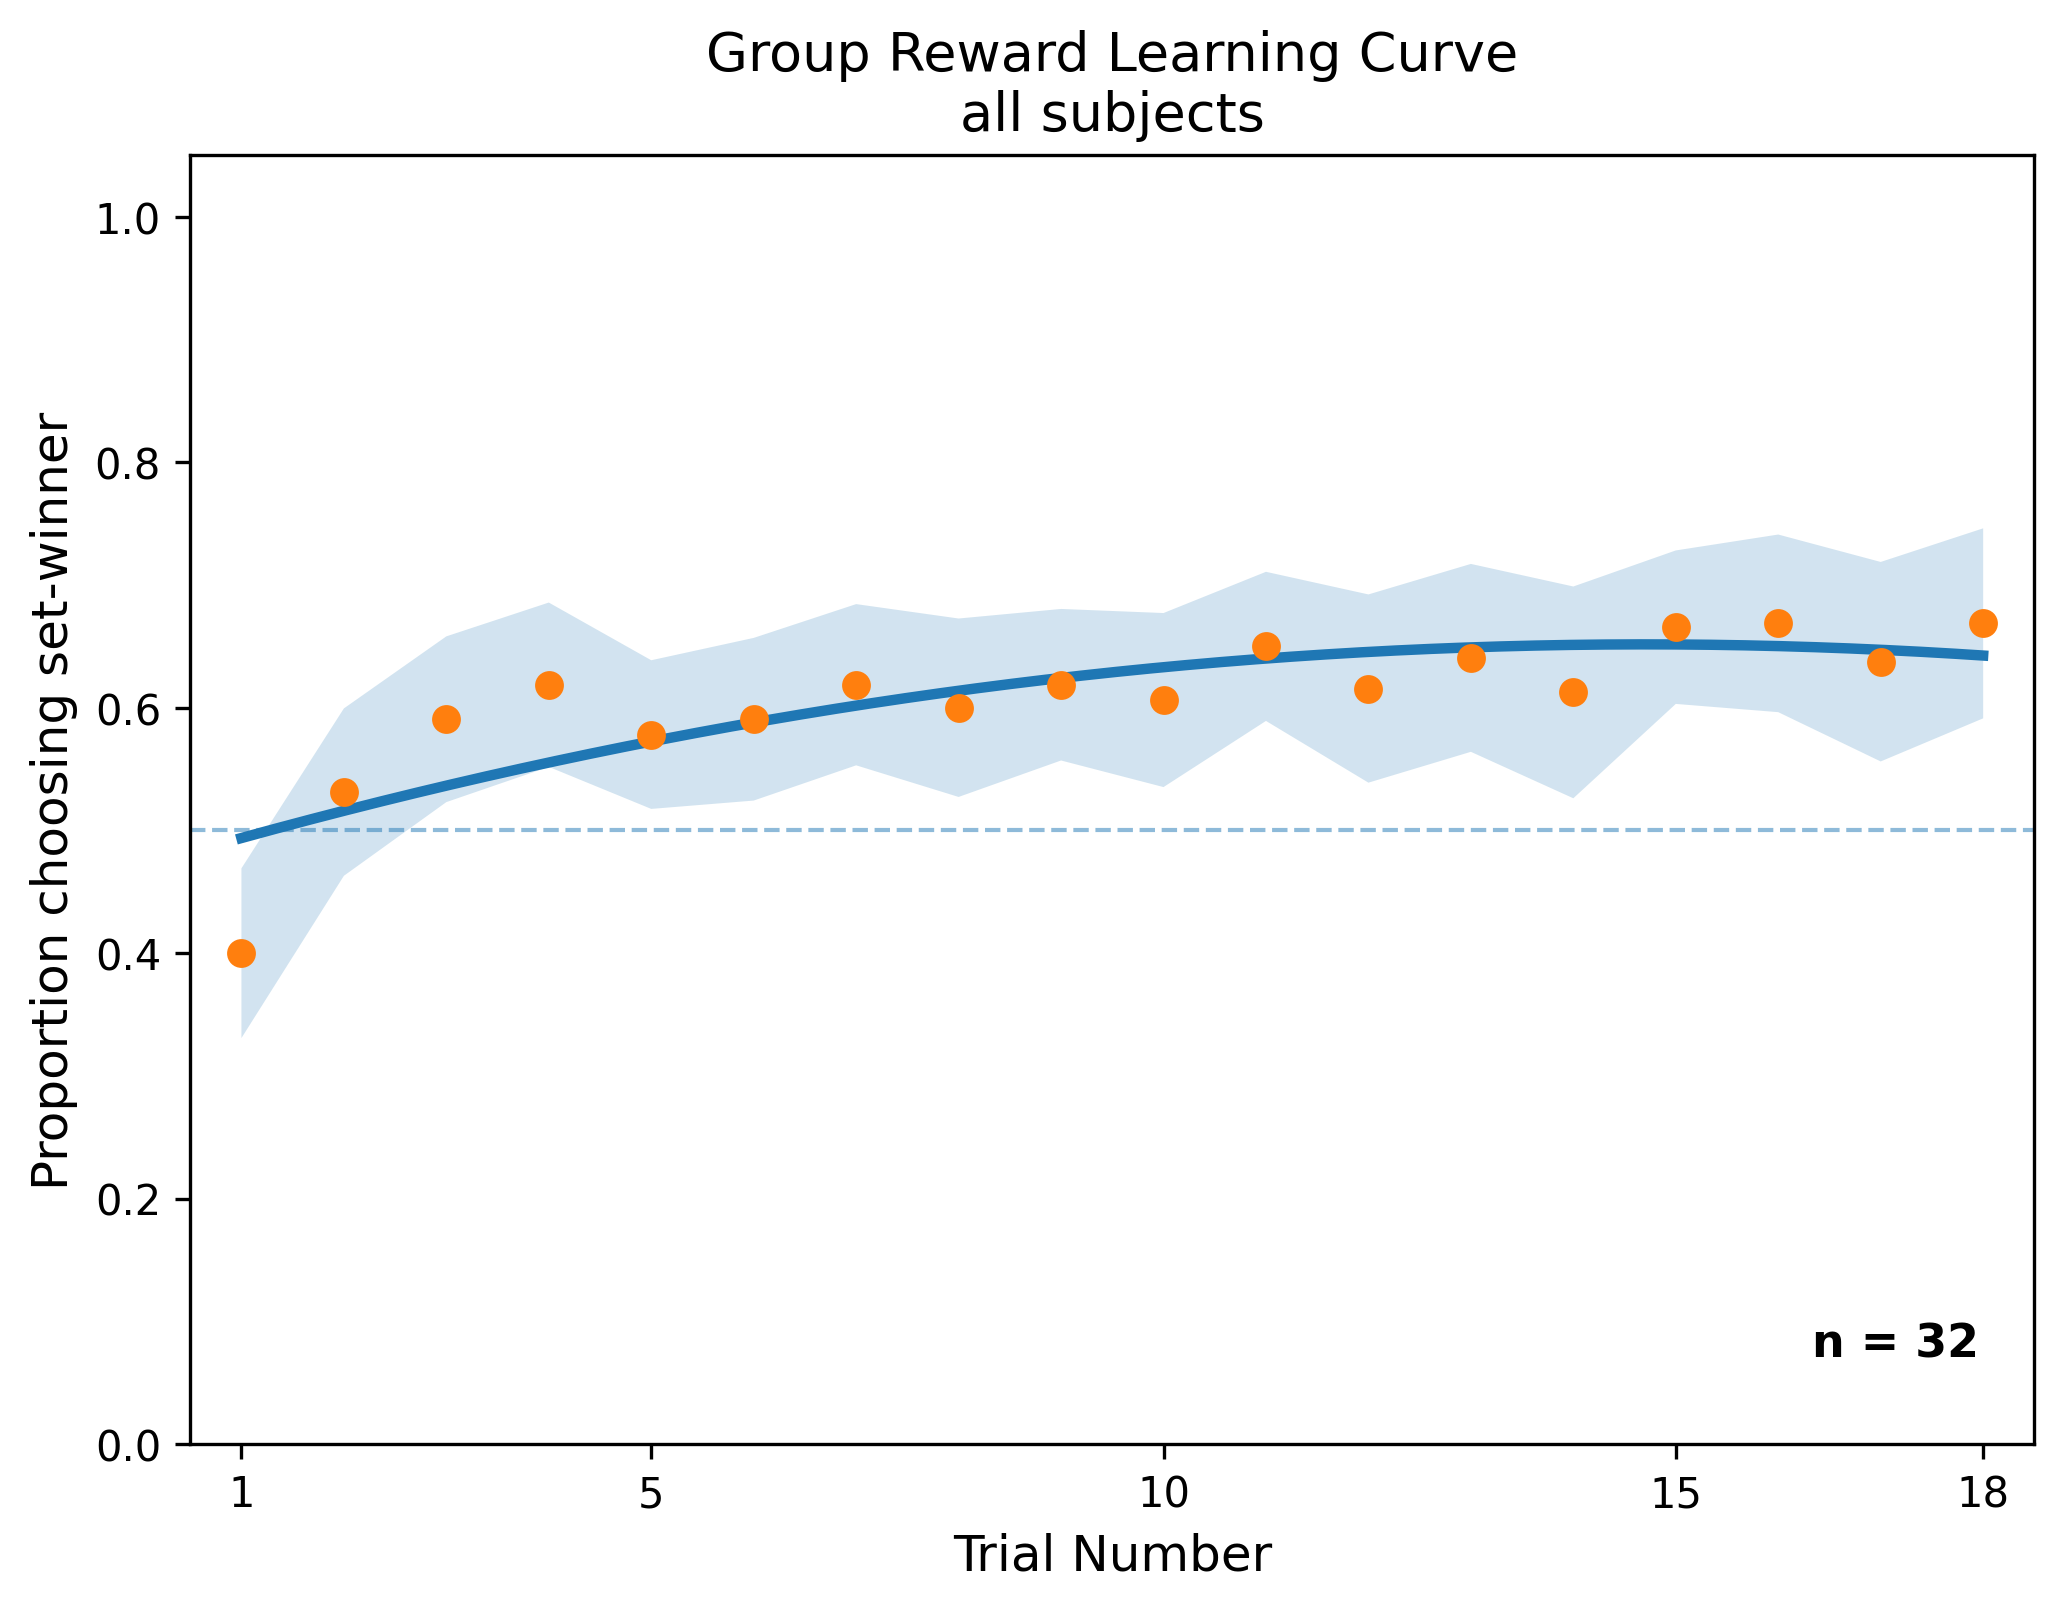 Group Reward Learning Curve
all subjects
Proportion choosing set-winner
1.0
0.8
0.6
0.4
0.2
0.0
n = 32
1 5 10 15 18
Trial Number